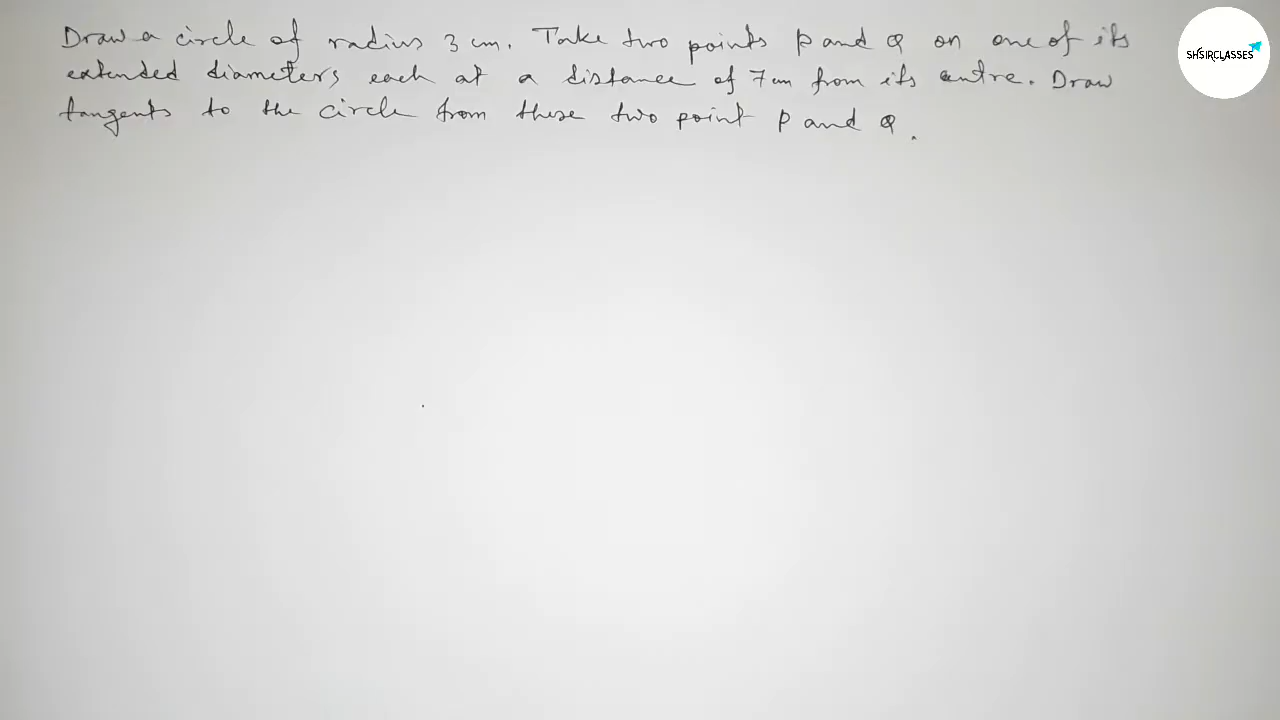 Draw a circle of radius 3 cm. Take two points P and Q on one of its
extended diameters each at a distance of 7 cm from its centre. Draw
tangents to the circle from these two point P and Q.
SHSIRCLASSES